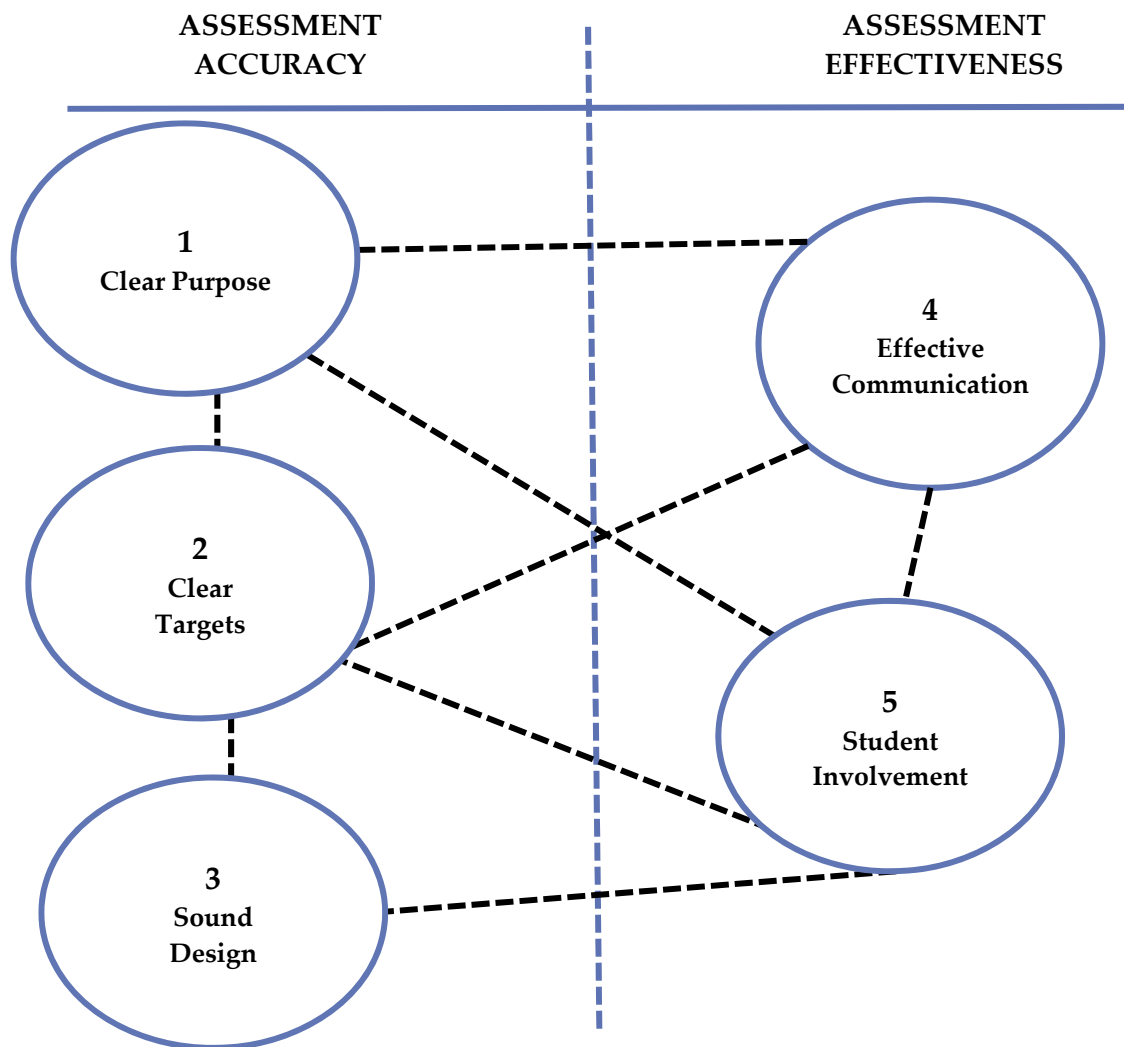 ASSESSMENT
ACCURACY
ASSESSMENT
EFFECTIVENESS
1
Clear Purpose
2
Clear
Targets
3
Sound
Design
4
Effective
Communication
5
Student
Involvement